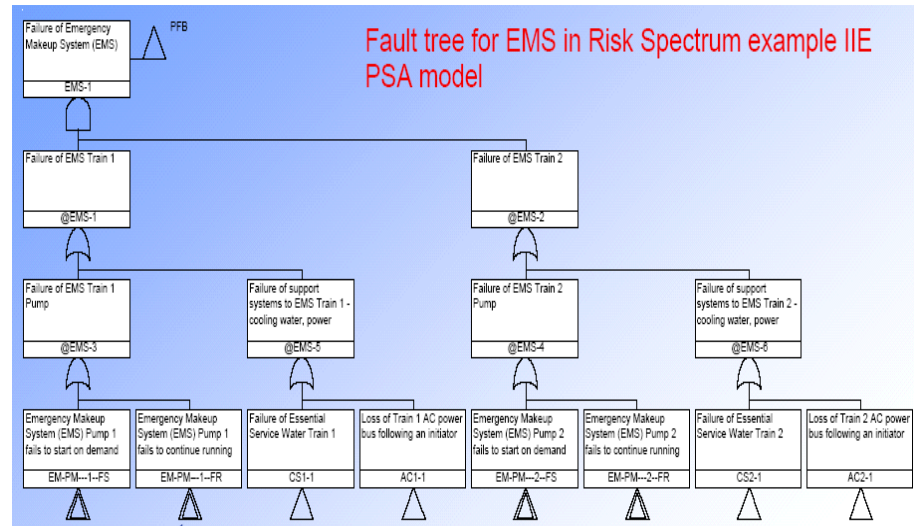 Failure of Emergency
Makeup System (EMS)
EMS-1
PFB
Fault tree for EMS in Risk Spectrum example IIE
PSA model
Failure of EMS Train 1
@EMS-1
Failure of EMS Train 2
@EMS-2
Failure of EMS Train 1
Pump
@EMS-3
Failure of support
systems to EMS Train 1 -
cooling water, power
@EMS-5
Failure of EMS Train 2
Pump
@EMS-4
Failure of support
systems to EMS Train 2 -
cooling water, power
@EMS-6
Emergency Makeup
System (EMS) Pump 1
fails to start on demand
EM-PM---1--FS
Emergency Makeup
System (EMS) Pump 1
fails to continue running
EM-PM---1--FR
Failure of Essential
Service Water Train 1
CS1-1
Loss of Train 1 AC power
bus following an initiator
AC1-1
Emergency Makeup
System (EMS) Pump 2
fails to start on demand
EM-PM---2--FS
Emergency Makeup
System (EMS) Pump 2
fails to continue running
EM-PM---2--FR
Failure of Essential
Service Water Train 2
CS2-1
Loss of Train 2 AC power
bus following an initiator
AC2-1